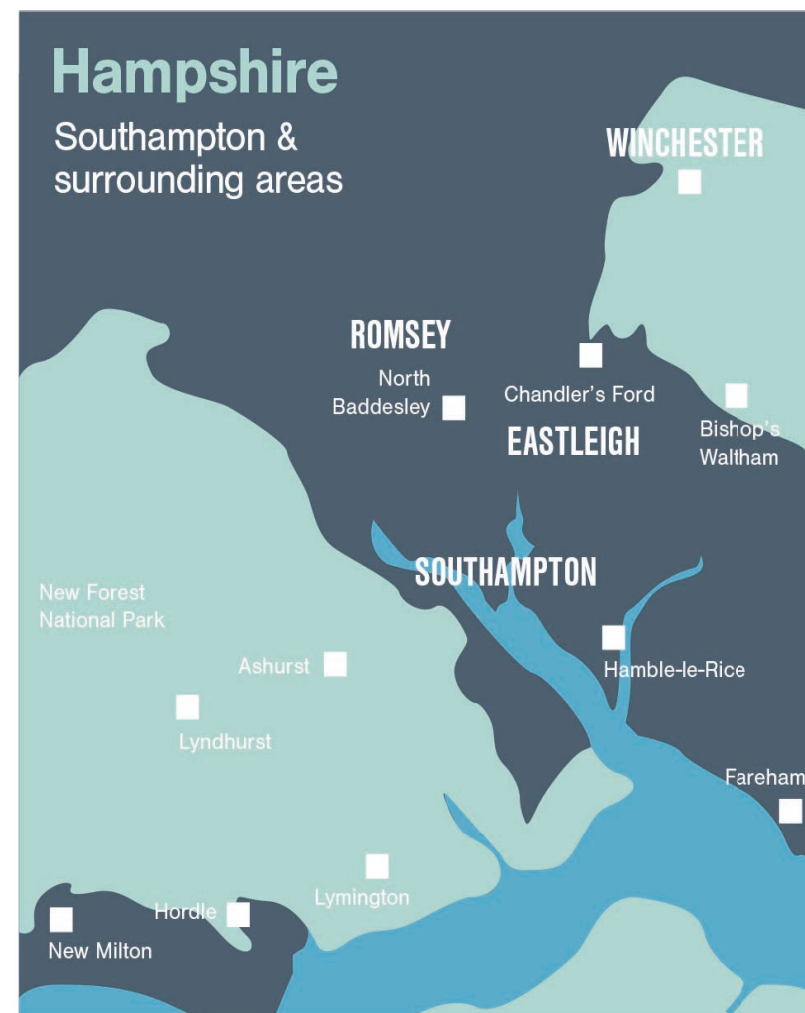 Hampshire
Southampton &
surrounding areas
WINCHESTER
ROMSEY
North
Baddesley
Chandler's Ford
EASTLEIGH
Bishop's
Waltham
SOUTHAMPTON
New Forest
National Park
Ashurst
Hamble-le-Rice
Lyndhurst
Fareham
Lymington
Hordle
New Milton